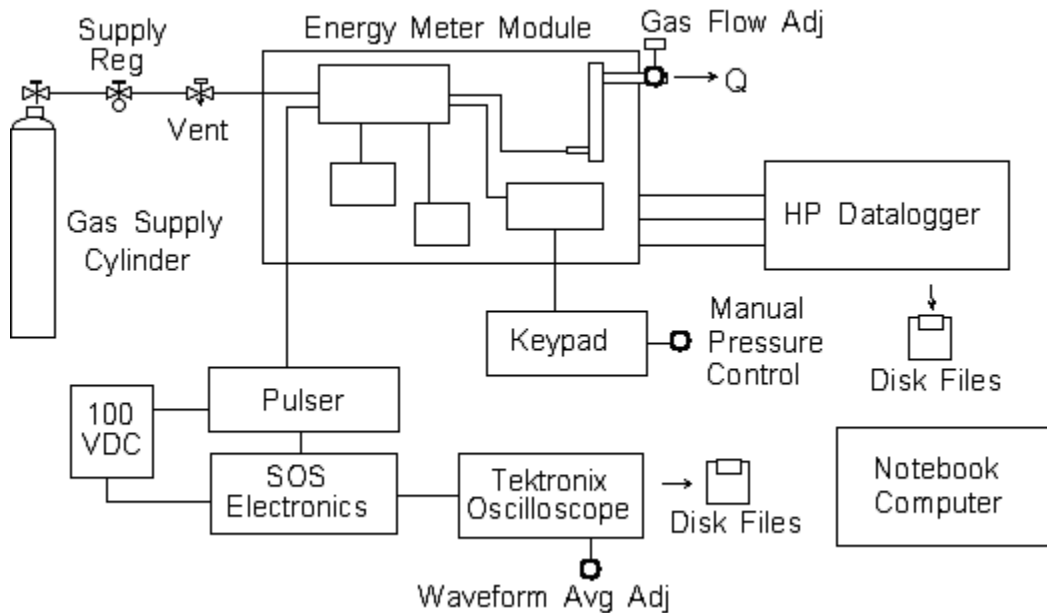 Supply
Reg
Energy Meter Module
Gas Flow Adj
Q
Vent
Gas Supply
Cylinder
HP Datalogger
Keypad
Manual
Pressure
Control
Disk Files
100
VDC
Pulser
SOS
Electronics
Tektronix
Oscilloscope
Disk Files
Notebook
Computer
Waveform Avg Adj